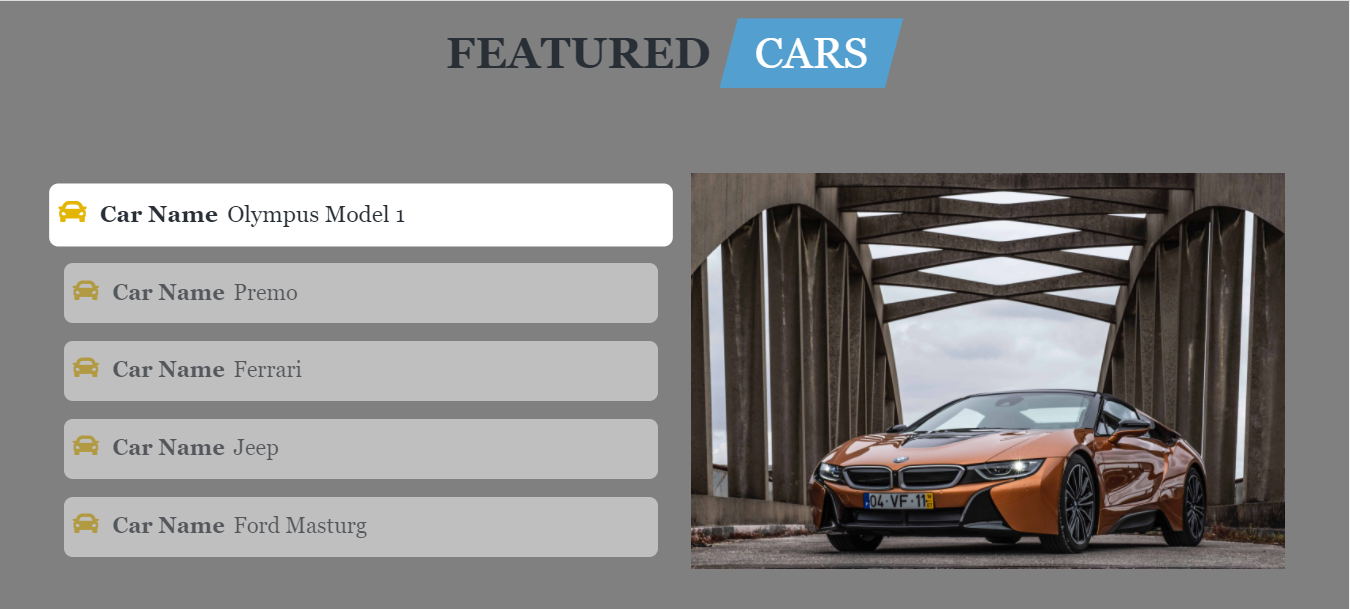 FEATURED CARS
Car Name Olympus Model 1
Car Name Premo
Car Name Ferrari
Car Name Jeep
Car Name Ford Masturg
04·VF·11